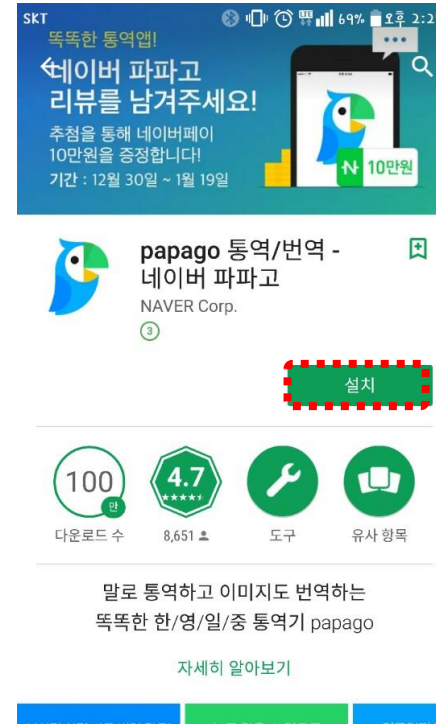 SKT 69% 오후 2:2
똑똑한 통역앱!
네이버 파파고
리뷰를 남겨주세요!
추첨을 통해 네이버페이
10만원을 증정합니다!
기간 : 12월 30일 ~ 1월 19일
N 10만원
papago 통역/번역 -
네이버 파파고
NAVER Corp.
3
설치
100
만
4.7
다운로드 수
8,651
도구
유사 항목
말로 통역하고 이미지도 번역하는
똑똑한 한/영/일/중 통역기 papago
자세히 알아보기